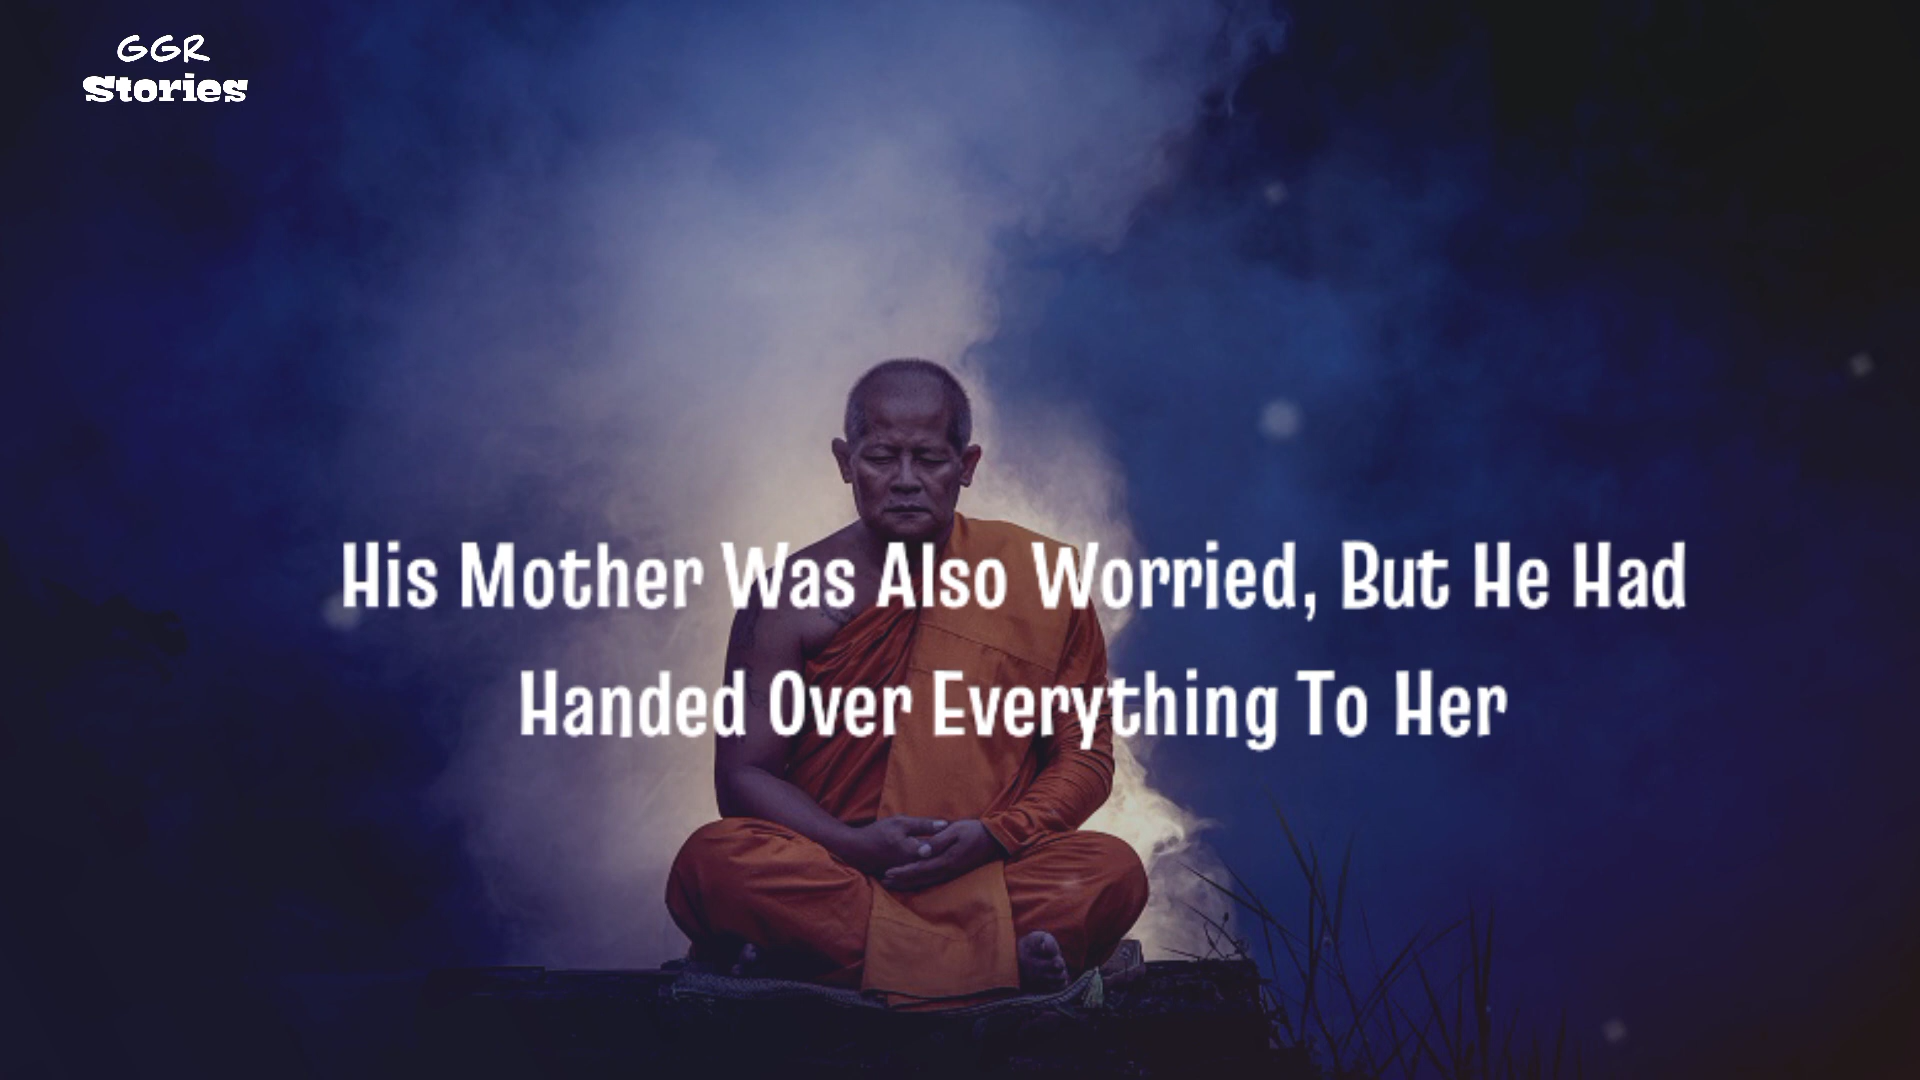 GGR
Stories
His Mother Was Also Worried, But He Had
Handed Over Everything To Her